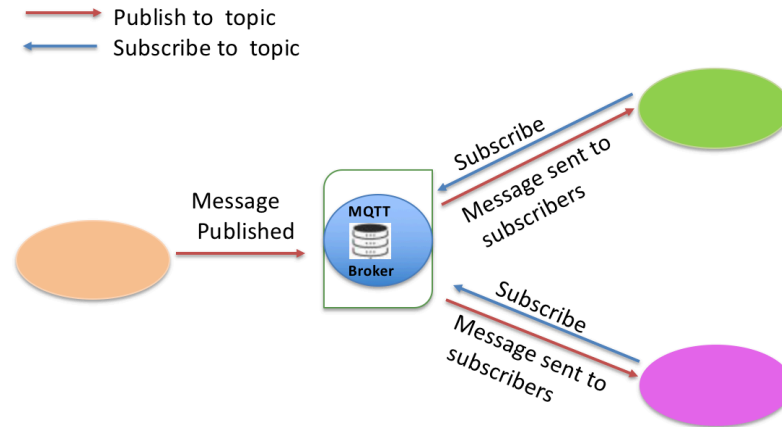 Publish to topic
Subscribe to topic
Message
Published
MQTT
Broker
Subscribe
Message sent to
subscribers
Subscribe
Message sent to
subscribers